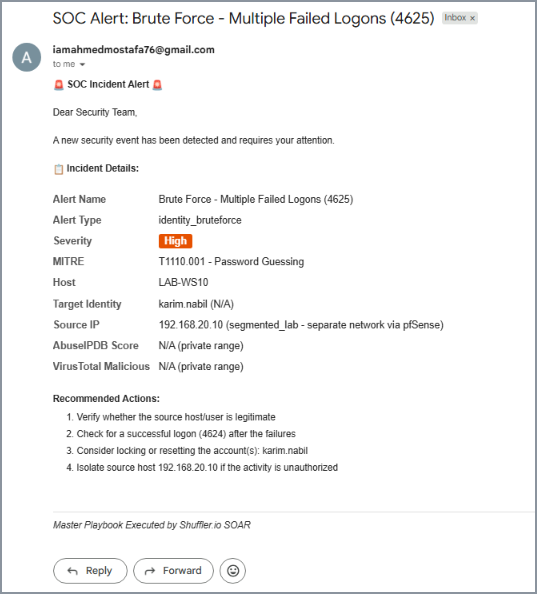 SOC Alert: Brute Force - Multiple Failed Logons (4625) Inbox x
A
iamahmedmostafa76@gmail.com
to me
🚨 SOC Incident Alert 🚨
Dear Security Team,
A new security event has been detected and requires your attention.
📋 Incident Details:
Alert Name Brute Force - Multiple Failed Logons (4625)
Alert Type identity_bruteforce
Severity High
MITRE T1110.001 - Password Guessing
Host LAB-WS10
Target Identity karim.nabil (N/A)
Source IP 192.168.20.10 (segmented_lab - separate network via pfSense)
AbuseIPDB Score N/A (private range)
VirusTotal Malicious N/A (private range)
Recommended Actions:
1. Verify whether the source host/user is legitimate
2. Check for a successful logon (4624) after the failures
3. Consider locking or resetting the account(s): karim.nabil
4. Isolate source host 192.168.20.10 if the activity is unauthorized
Master Playbook Executed by Shuffler.io SOAR
Reply Forward